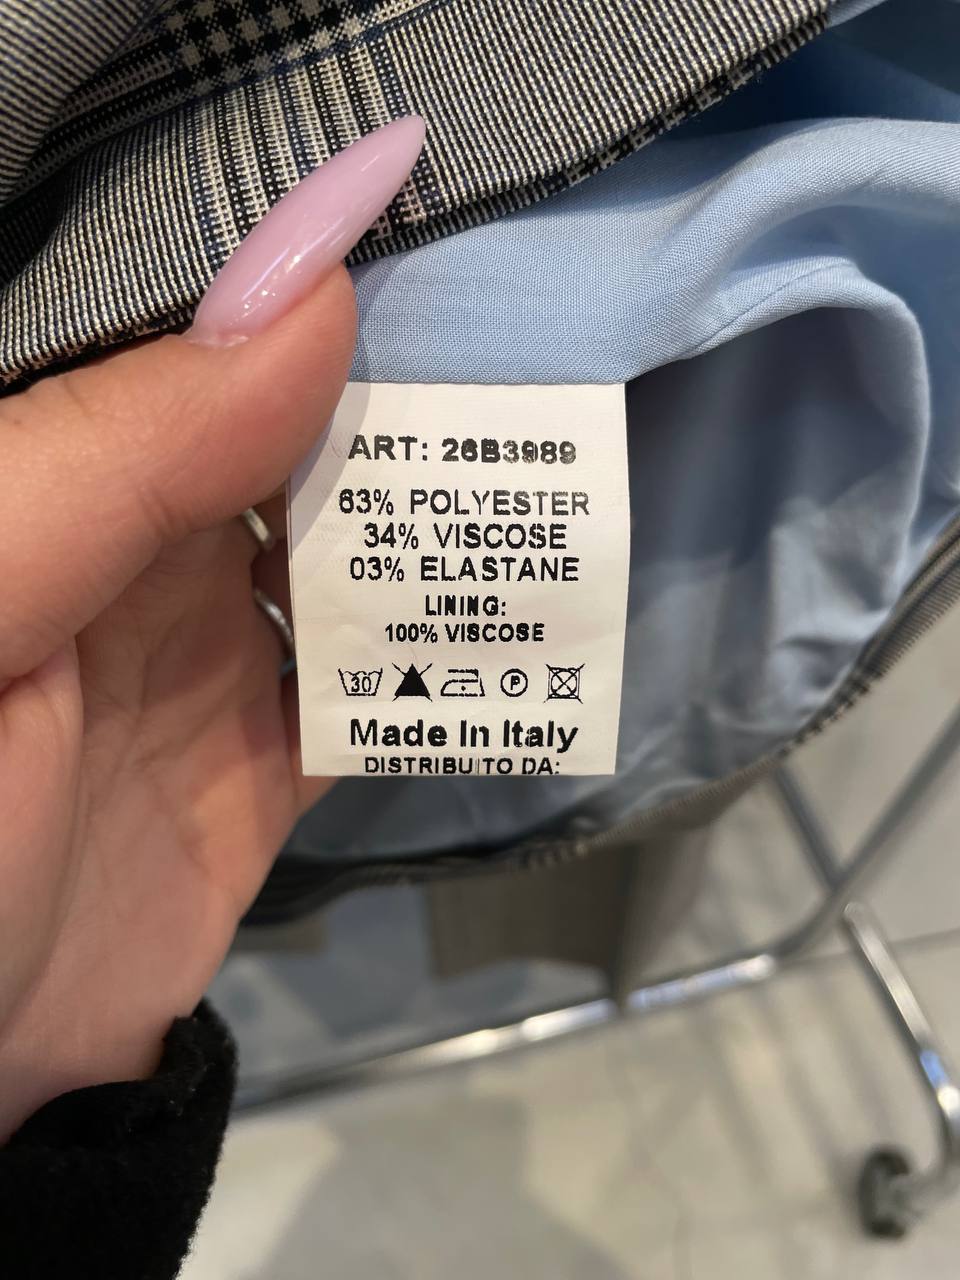 ART: 26B3989
63% POLYESTER
34% VISCOSE
03% ELASTANE
LINING:
100% VISCOSE
30 P
Made In Italy
DISTRIBUITO DA: